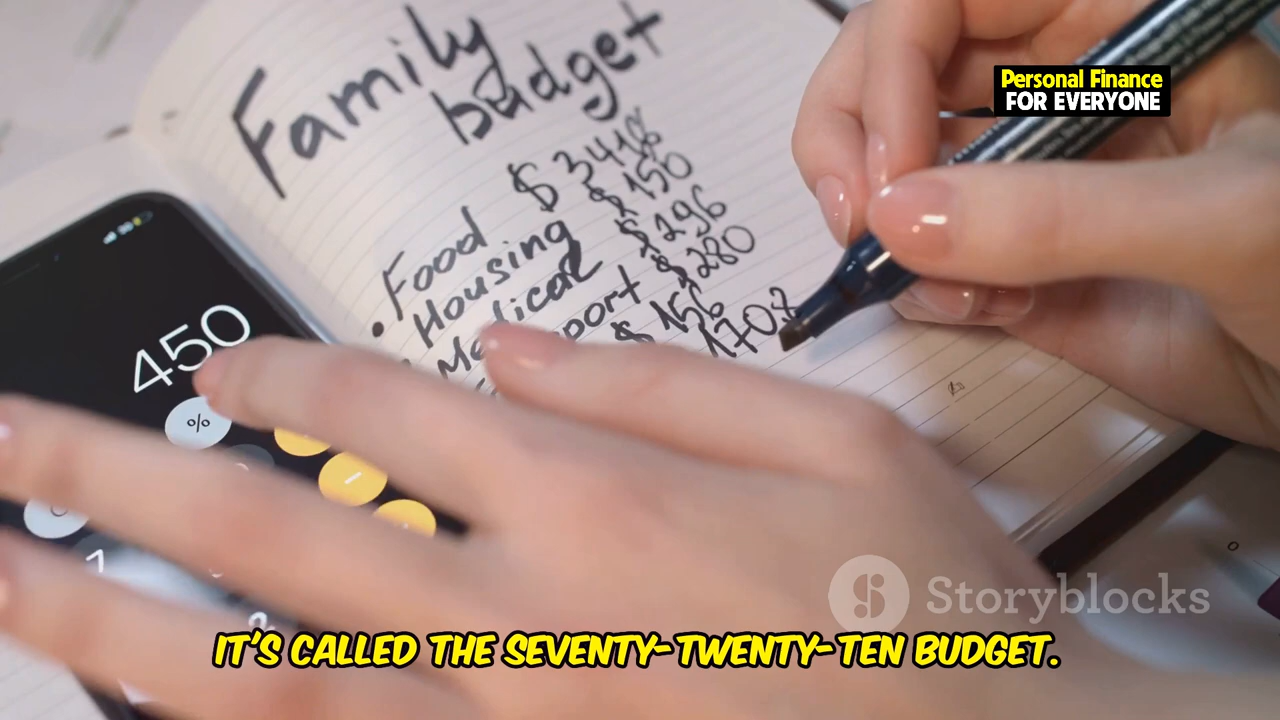 Personal Finance
FOR EVERYONE
Family
budget
$ 3418
Food $ 150
Housing $ 296
Medical $ 280
port $ 156
1708
450
%
7
Storyblocks
IT'S CALLED THE SEVENTY-TWENTY-TEN BUDGET.